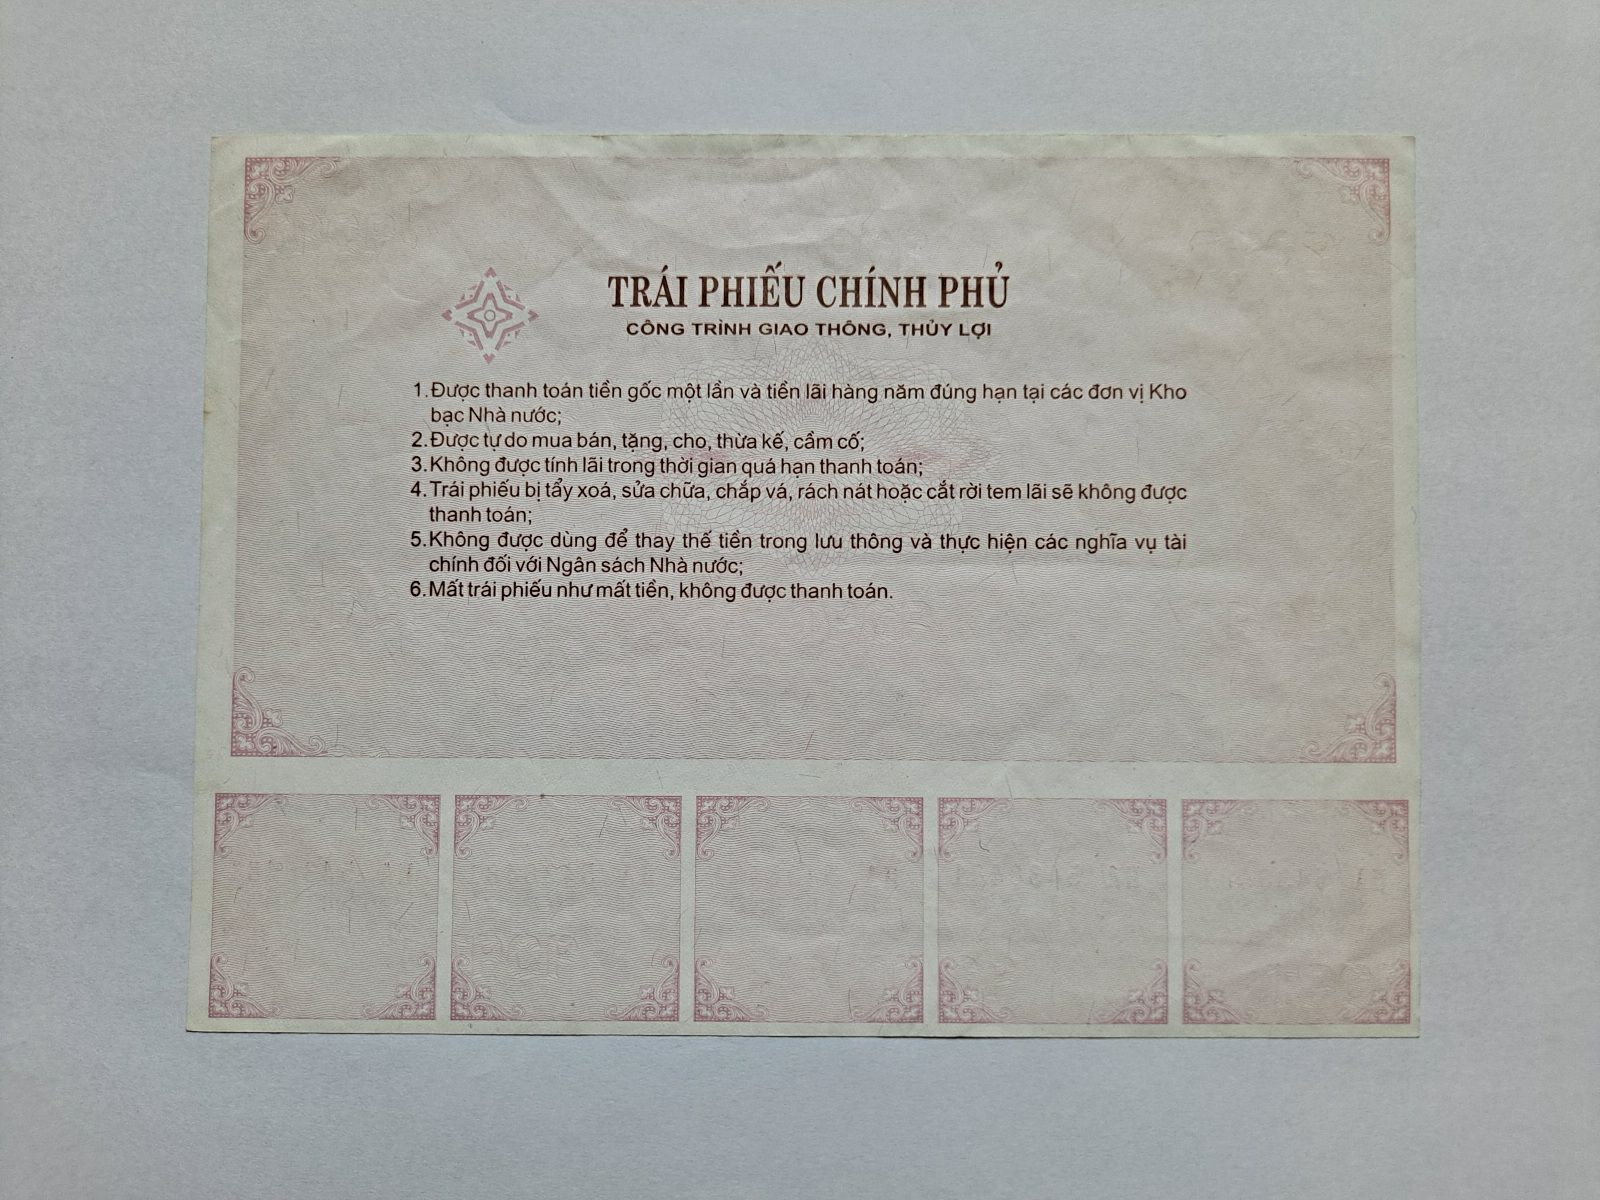 TRÁI PHIẾU CHÍNH PHỦ
CÔNG TRÌNH GIAO THÔNG, THỦY LỢI
1. Được thanh toán tiền gốc một lần và tiền lãi hàng năm đúng hạn tại các đơn vị Kho
bạc Nhà nước;
2. Được tự do mua bán, tặng, cho, thừa kế, cầm cố;
3. Không được tính lãi trong thời gian quá hạn thanh toán;
4. Trái phiếu bị tẩy xoá, sửa chữa, chắp vá, rách nát hoặc cắt rời tem lãi sẽ không được
thanh toán;
5. Không được dùng để thay thế tiền trong lưu thông và thực hiện các nghĩa vụ tài
chính đối với Ngân sách Nhà nước;
6. Mất trái phiếu như mất tiền, không được thanh toán.